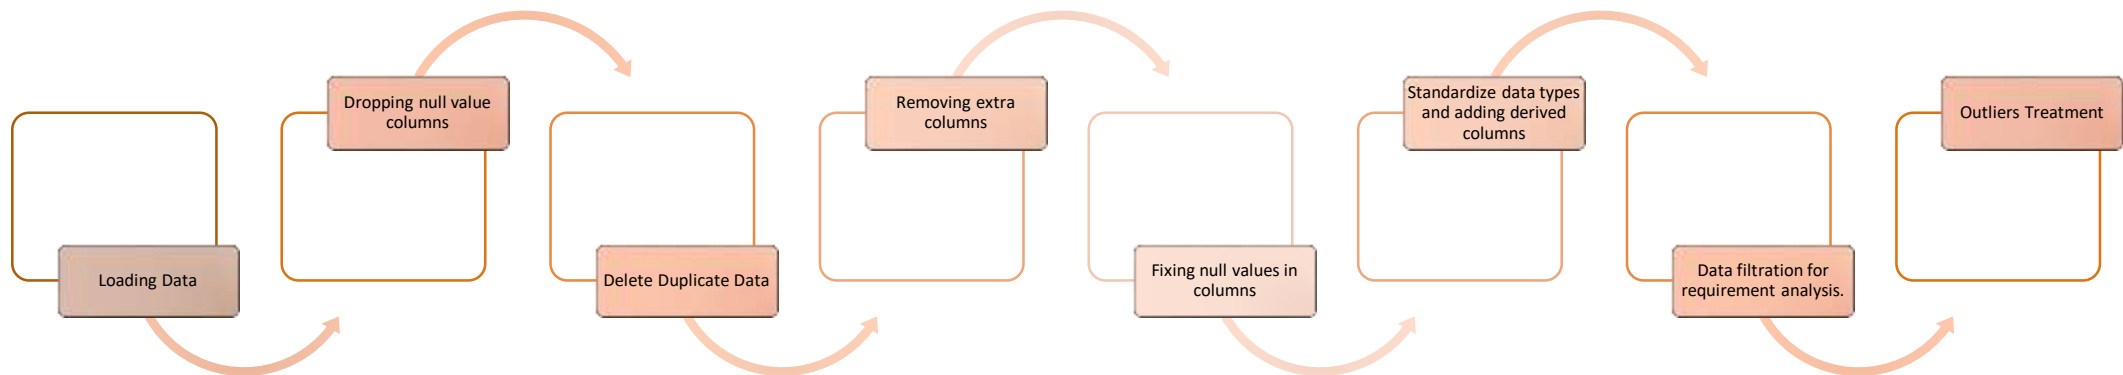 Loading Data
Dropping null value
columns
Delete Duplicate Data
Removing extra
columns
Fixing null values in
columns
Standardize data types
and adding derived
columns
Data filtration for
requirement analysis.
Outliers Treatment